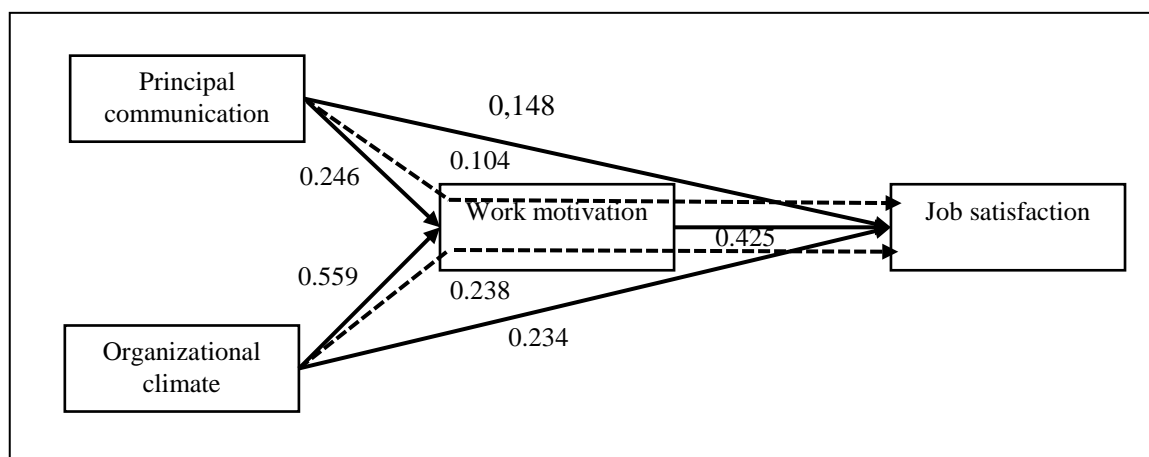 Principal
communication
0,148
0.104
0.246
Work motivation
Job satisfaction
0.425
0.559
0.238
0.234
Organizational
climate